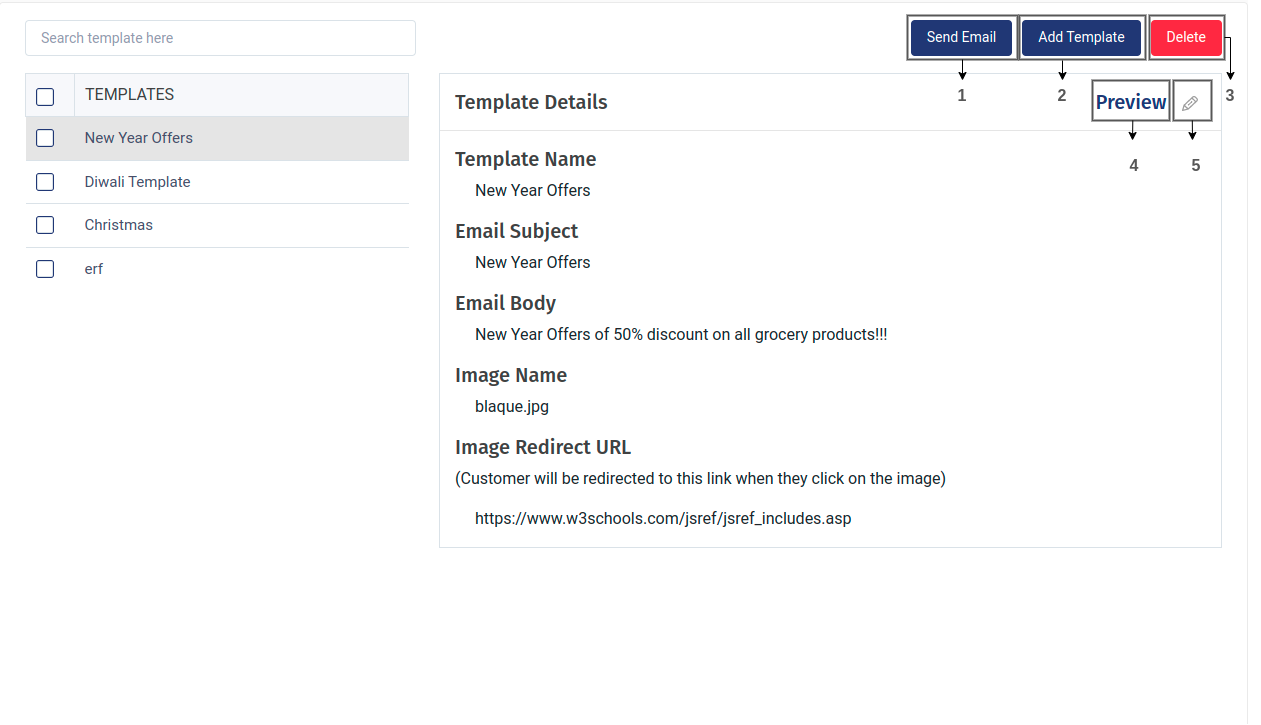 Search template here
Send Email
Add Template
Delete
TEMPLATES
New Year Offers
Diwali Template
Christmas
erf
Template Details
1
2
Preview
3
4
5
Template Name
New Year Offers
Email Subject
New Year Offers
Email Body
New Year Offers of 50% discount on all grocery products!!!
Image Name
blaque.jpg
Image Redirect URL
(Customer will be redirected to this link when they click on the image)
https://www.w3schools.com/jsref/jsref_includes.asp